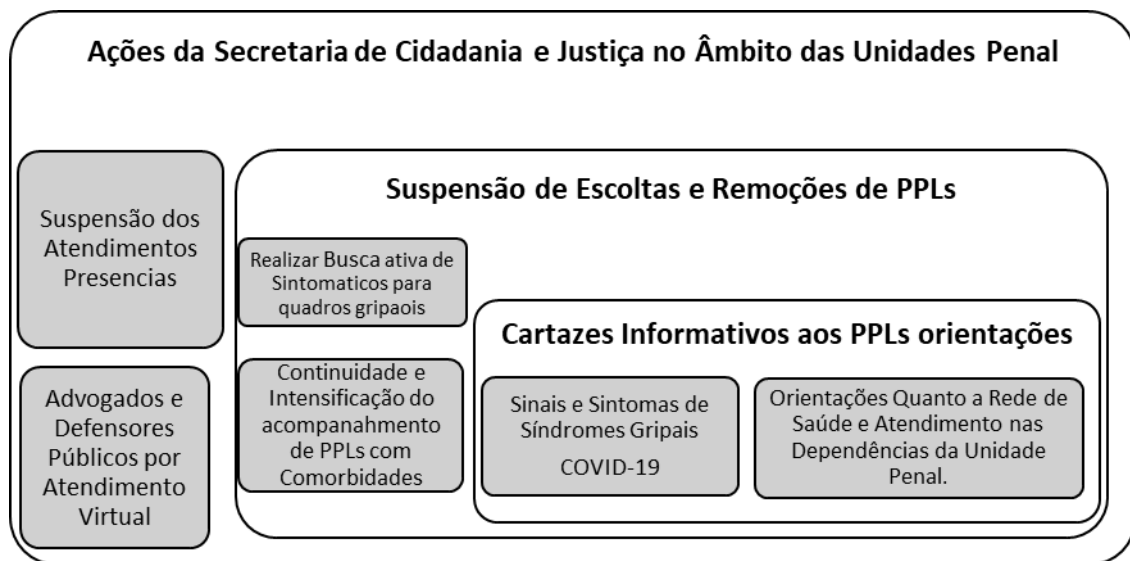 Ações da Secretaria de Cidadania e Justiça no Âmbito das Unidades Penal
Suspensão dos
Atendimentos
Presencias
Advogados e
Defensores
Públicos por
Atendimento
Virtual
Suspensão de Escoltas e Remoções de PPLs
Realizar Busca ativa de
Sintomaticos para
quadros gripaois
Continuidade e
Intensificação do
acompanahmento
de PPLs com
Comorbidades
Cartazes Informativos aos PPLs orientações
Sinais e Sintomas de
Síndromes Gripais
COVID-19
Orientações Quanto a Rede de
Saúde e Atendimento nas
Dependências da Unidade
Penal.